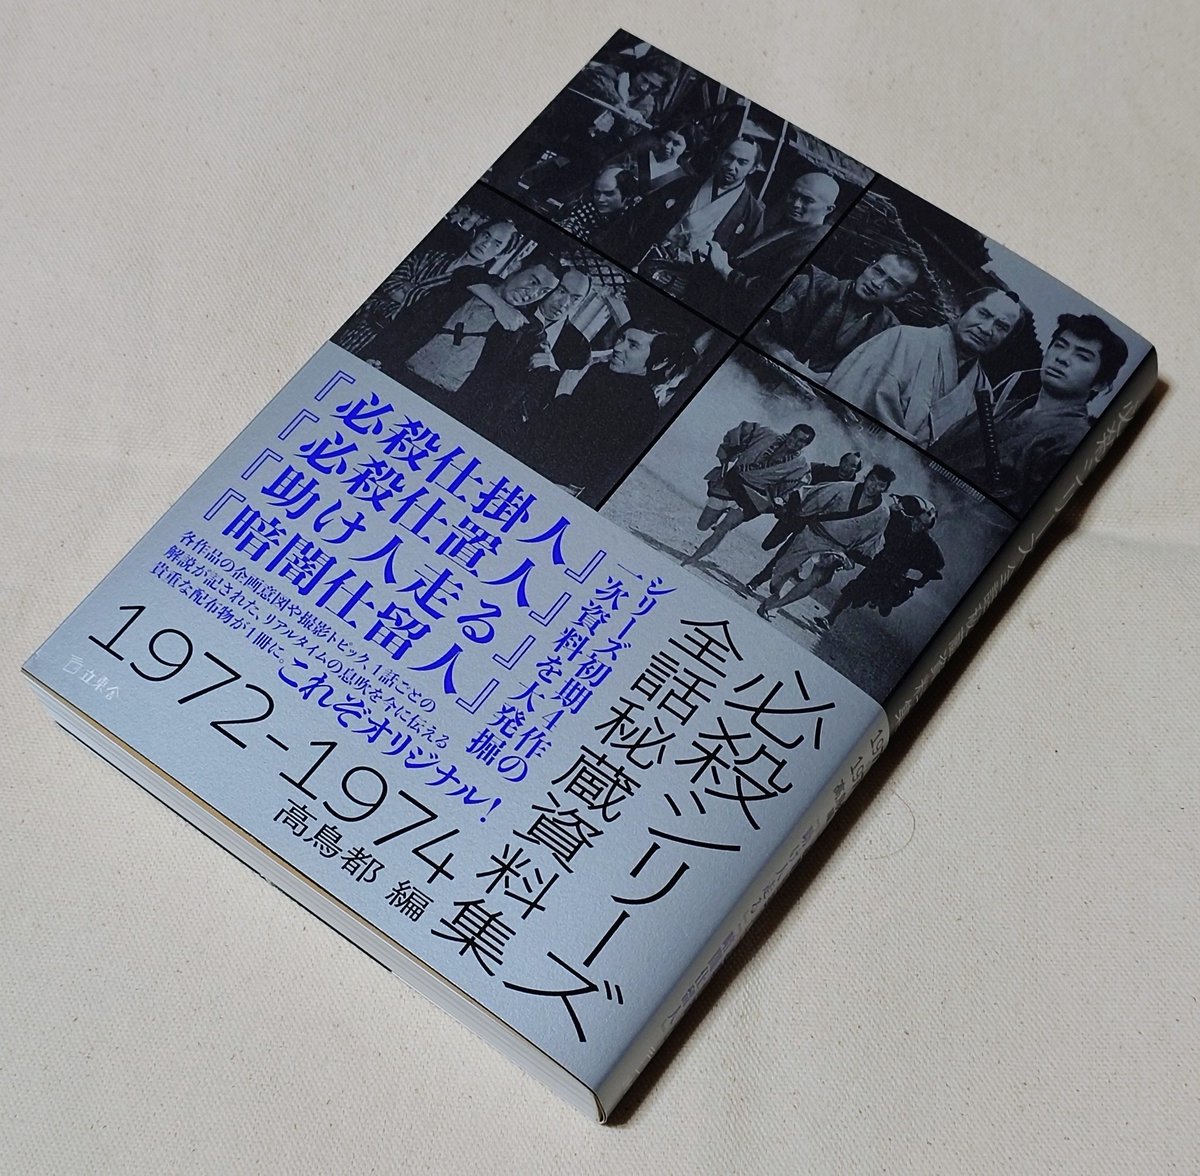 必殺シリーズ
全話秘蔵資料集
1972-1974
高鳥都 編
シリーズ初期4作の
一次資料を大発掘
『必殺仕掛人』
『必殺仕置人』
『助け人走る』
『暗闇仕留人』
各作品の企画意図や撮影トピック、1話ごとの
解説が記された、リアルタイムの息吹を今に伝える
貴重な配布物が1冊に。これぞオリジナル!
立東舎